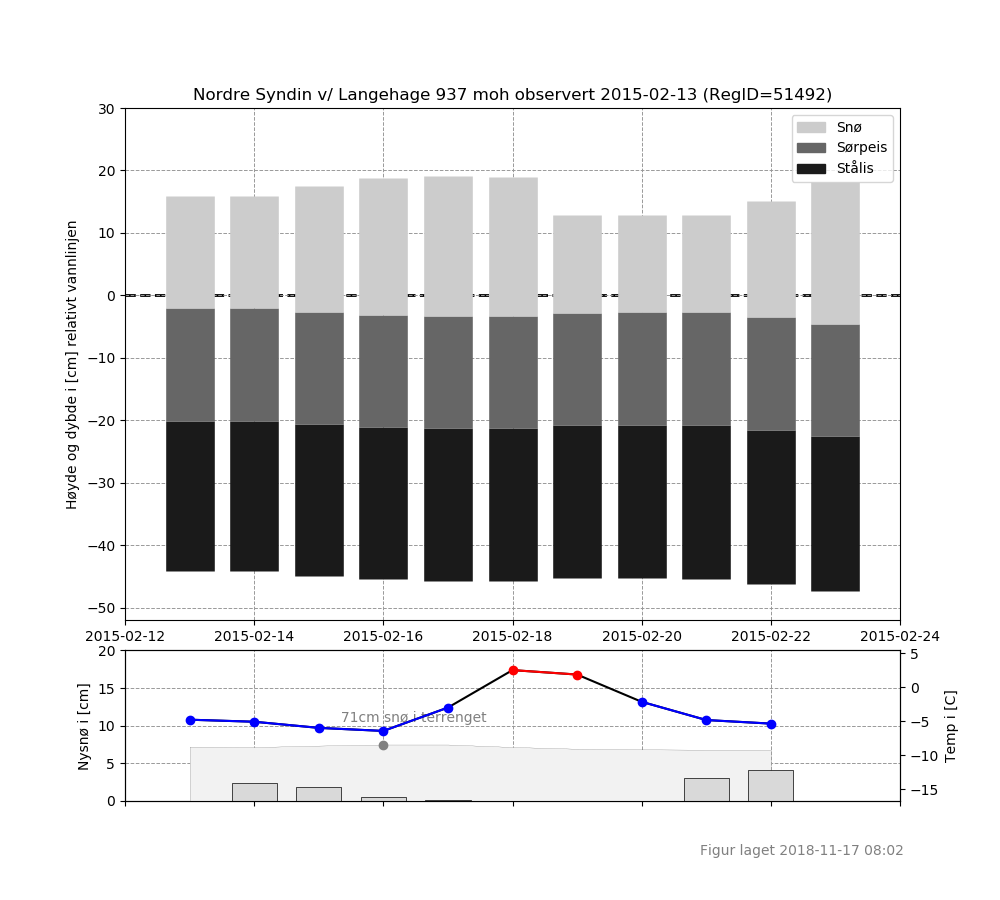 Nordre Syndin v/ Langehage 937 moh observert 2015-02-13 (RegID=51492)
Snø
Sørpeis
Stålis
Høyde og dybde i [cm] relativt vannlinjen
30
20
10
0
−10
−20
−30
−40
−50
2015-02-12 2015-02-14 2015-02-16 2015-02-18 2015-02-20 2015-02-22 2015-02-24
Nysnø i [cm]
20
15
10
5
0
71cm snø i terrenget
5
0
−5
−10
−15
Temp i [C]
Figur laget 2018-11-17 08:02